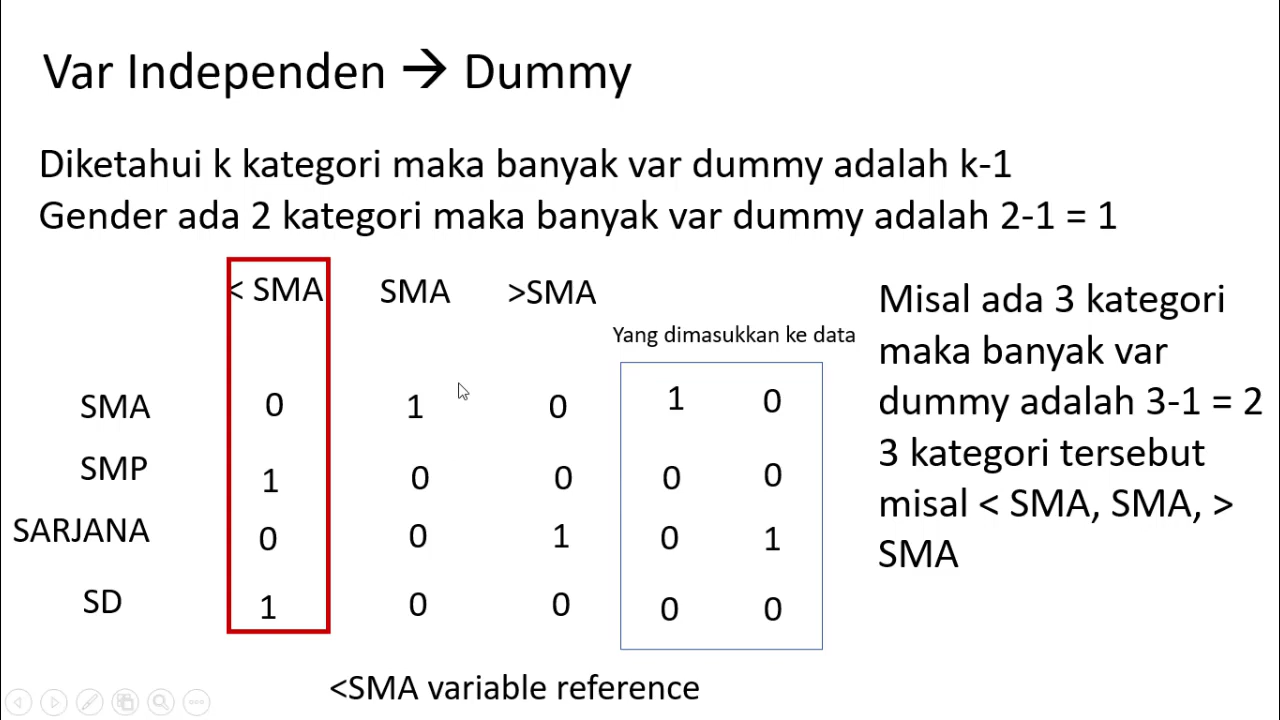 Var Independen → Dummy
Diketahui k kategori maka banyak var dummy adalah k-1
Gender ada 2 kategori maka banyak var dummy adalah 2-1 = 1
< SMA SMA >SMA
Yang dimasukkan ke data
SMA 0 1 0 1 0
SMP 1 0 0 0 0
SARJANA 0 0 1 0 1
SD 1 0 0 0 0
<SMA variable reference
Misal ada 3 kategori
maka banyak var
dummy adalah 3-1 = 2
3 kategori tersebut
misal < SMA, SMA, >
SMA